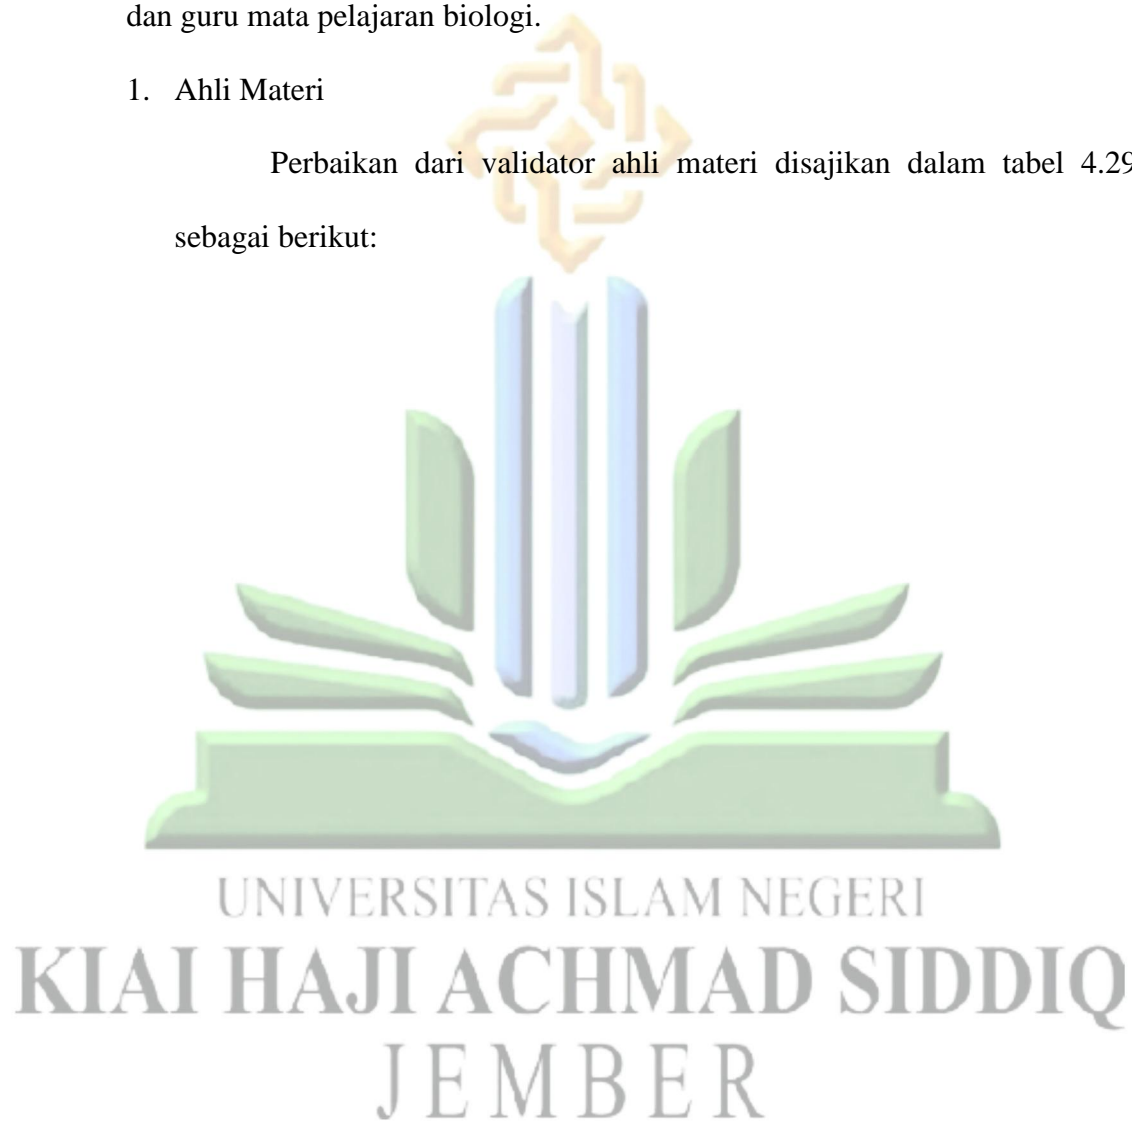 dan guru mata pelajaran biologi.
1. Ahli Materi
Perbaikan dari validator ahli materi disajikan dalam tabel 4.29
sebagai berikut:
UNIVERSITAS ISLAM NEGERI
KIAI HAJI ACHMAD SIDDIQ
JEMBER